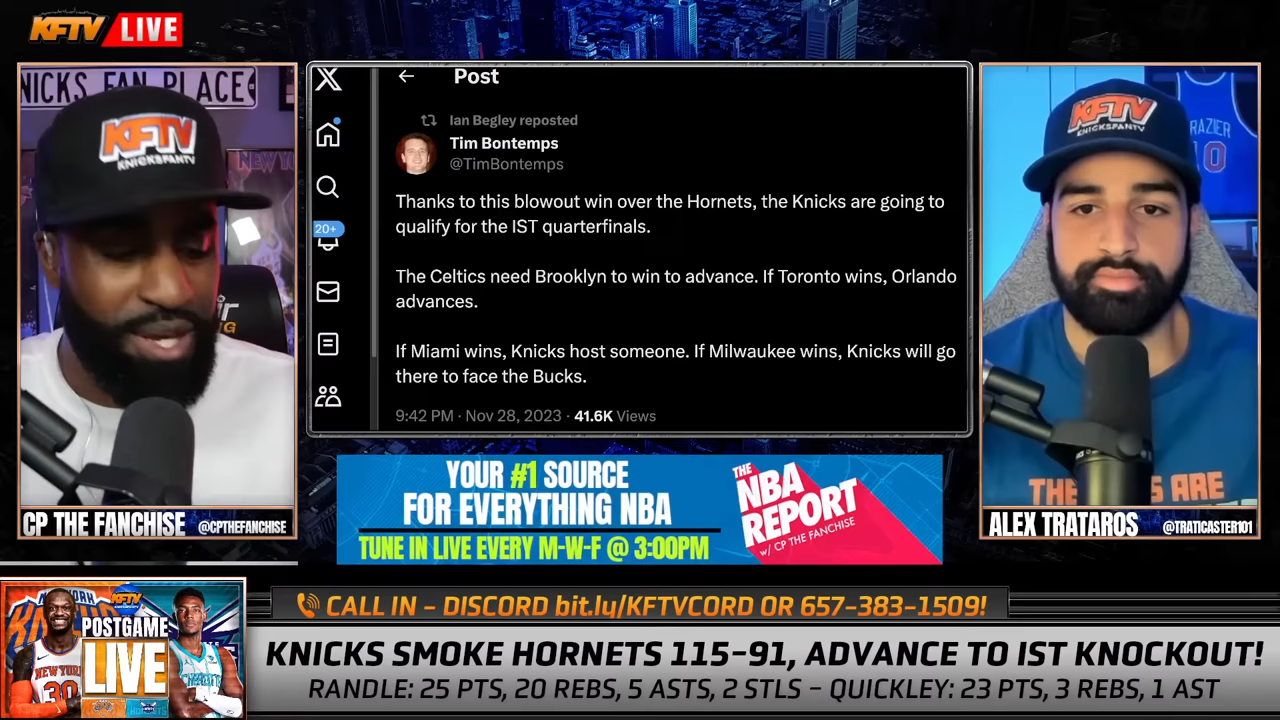 KFTV LIVE
NICKS FAN PLACE
KFTV
KNICKSFANTV
CP THE FANCHISE @CPTHEFANCHISE
Post
Ian Begley reposted
Tim Bontemps
@TimBontemps
20+
Thanks to this blowout win over the Hornets, the Knicks are going to
qualify for the IST quarterfinals.
The Celtics need Brooklyn to win to advance. If Toronto wins, Orlando
advances.
If Miami wins, Knicks host someone. If Milwaukee wins, Knicks will go
there to face the Bucks.
9:42 PM · Nov 28, 2023 · 41.6K Views
KFTV
KNICKSFANTV
FRAZIER
10
THE
ARE
ALEX TRATAROS @TRATICASTER101
YOUR #1 SOURCE
FOR EVERYTHING NBA
TUNE IN LIVE EVERY M-W-F @ 3:00PM
THE
NBA
REPORT
w/ CP THE FANCHISE
KFTV
POSTGAME
LIVE
NEW YORK
30
CALL IN – DISCORD bit.ly/KFTVCORD OR 657-383-1509!
KNICKS SMOKE HORNETS 115-91, ADVANCE TO IST KNOCKOUT!
RANDLE: 25 PTS, 20 REBS, 5 ASTS, 2 STLS – QUICKLEY: 23 PTS, 3 REBS, 1 AST